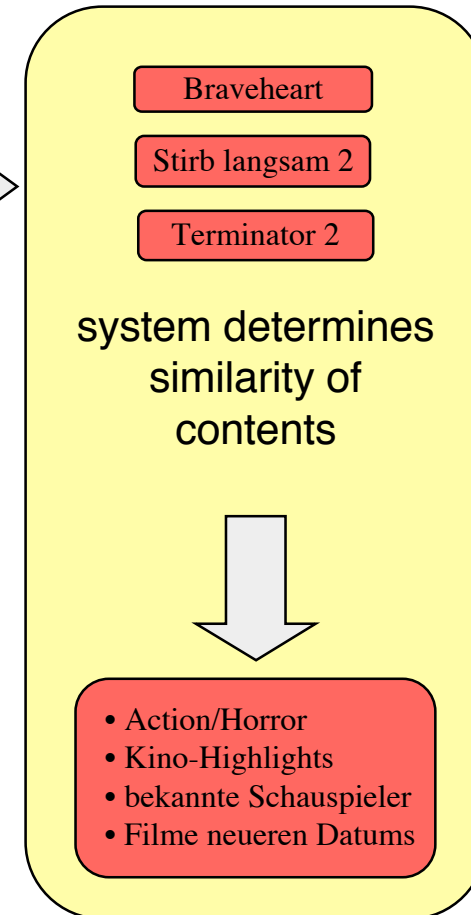 Braveheart
Stirb langsam 2
Terminator 2
system determines
similarity of
contents
• Action/Horror
• Kino-Highlights
• bekannte Schauspieler
• Filme neueren Datums